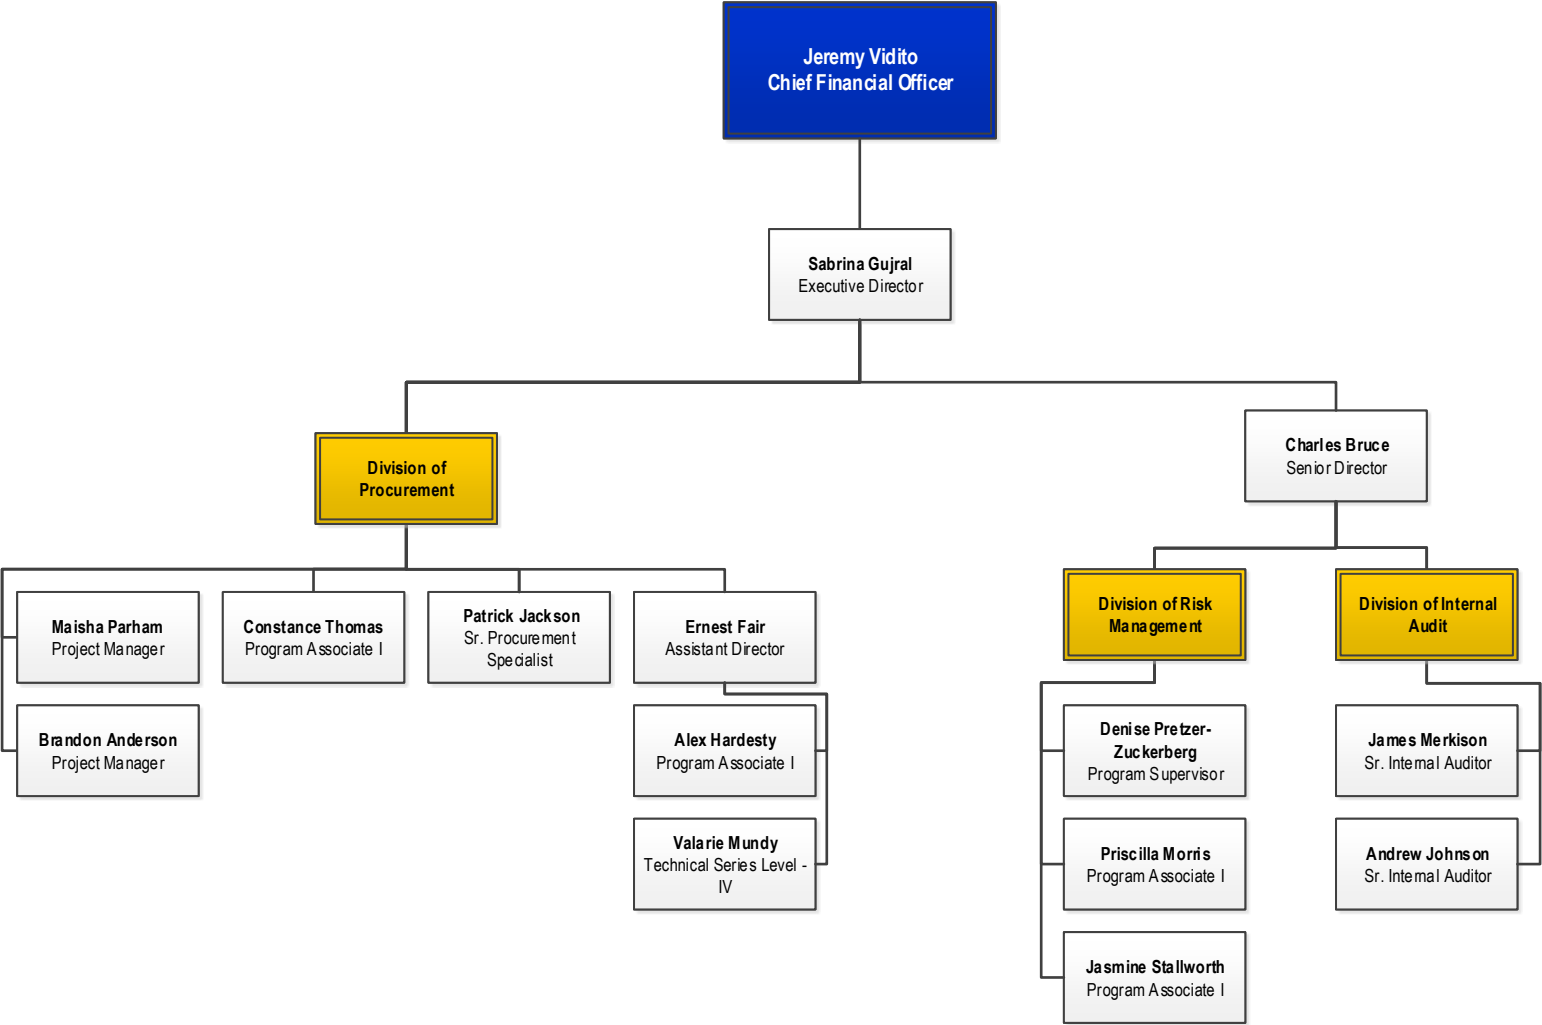 Jeremy Vidito
Chief Financial Officer
Sabrina Gujral
Executive Director
Division of
Procurement
Charles Bruce
Senior Director
Maisha Parham
Project Manager
Constance Thomas
Program Associate I
Patrick Jackson
Sr. Procurement
Specialist
Ernest Fair
Assistant Director
Brandon Anderson
Project Manager
Alex Hardesty
Program Associate I
Valarie Mundy
Technical Series Level -
IV
Division of Risk
Management
Division of Internal
Audit
Denise Pretzer-
Zuckerberg
Program Supervisor
James Merkison
Sr. Internal Auditor
Priscilla Morris
Program Associate I
Andrew Johnson
Sr. Internal Auditor
Jasmine Stallworth
Program Associate I